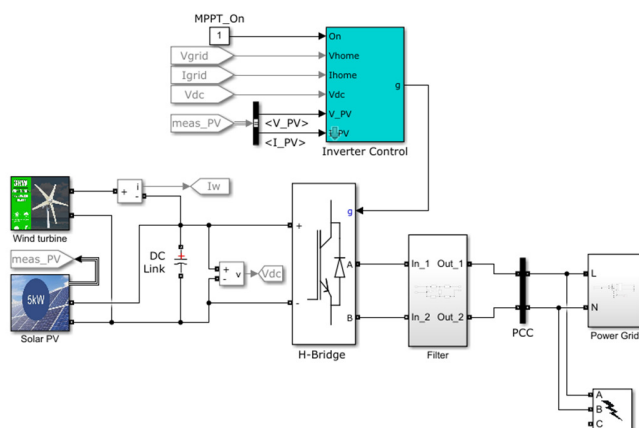 MPPT_On
1
On
Vgrid
Vhome
Igrid
Ihome
Vdc
Vdc
g
meas_PV
V_PV
<V_PV>
<I_PV>
PV
Inverter Control
Wind turbine
+
-
i
Iw
meas_PV
5kW
Solar PV
DC
Link
+
-
v
Vdc
g
+
-
A
B
H-Bridge
In_1
Out_1
In_2
Out_2
Filter
PCC
L
N
Power Grid
A
B
C